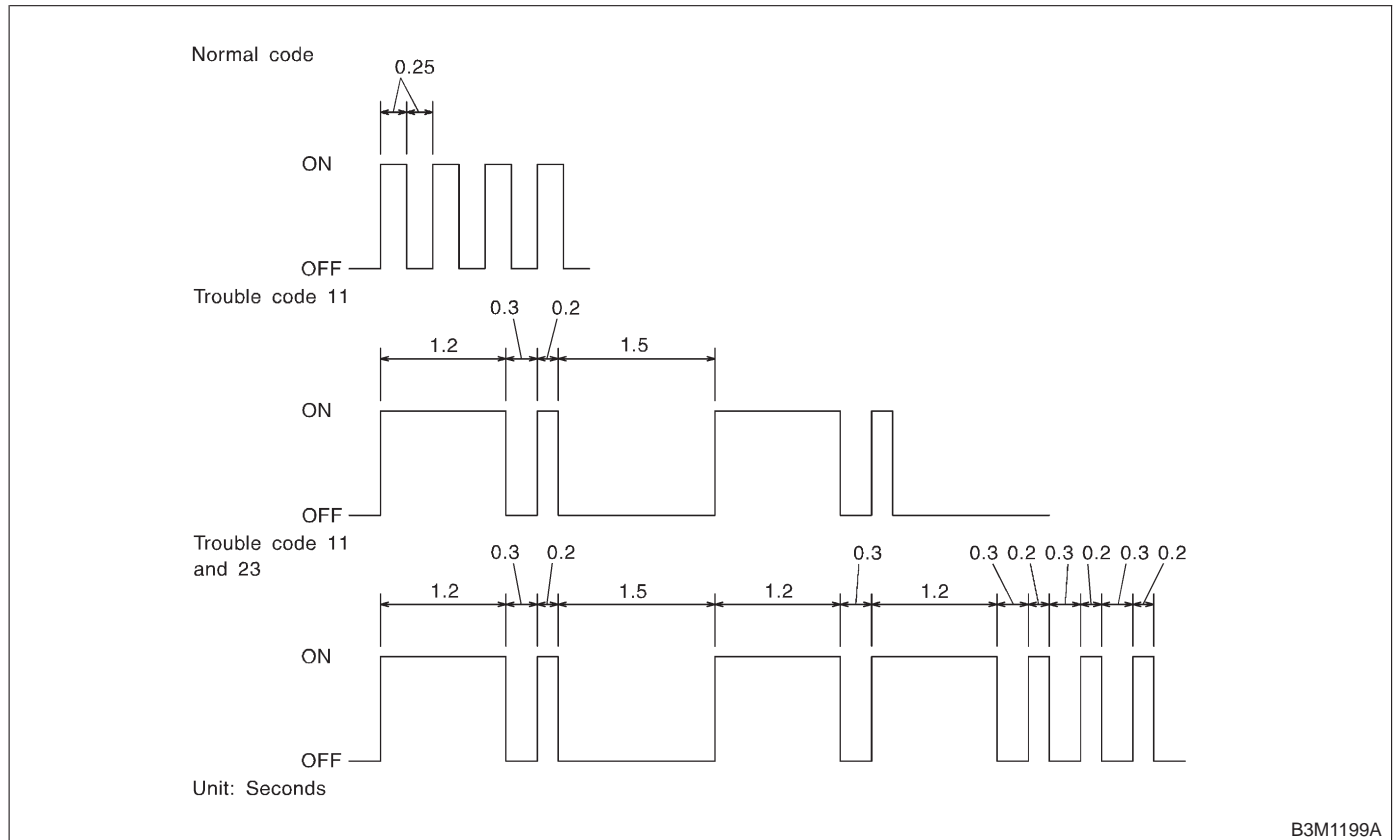 Normal code
0.25
ON
OFF
Trouble code 11
0.3 0.2
1.2 1.5
ON
OFF
Trouble code 11
and 23
0.3 0.2 0.3 0.3 0.2 0.3 0.2 0.3 0.2
1.2 1.5 1.2 1.2
ON
OFF
Unit: Seconds
B3M1199A